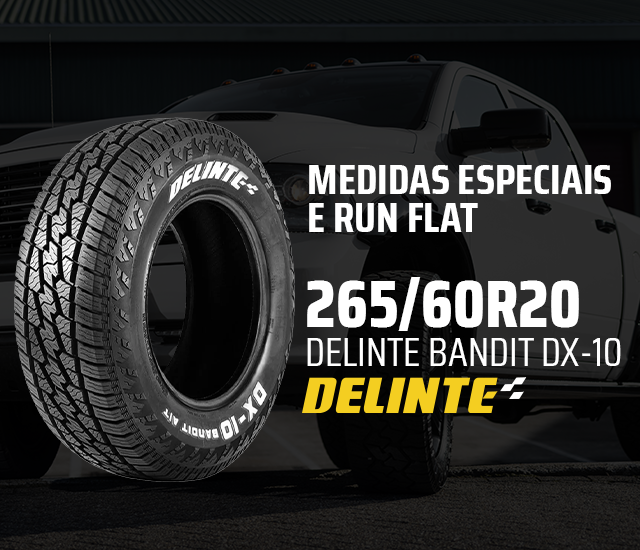 DELINTE
DX-10 BANDIT A/T
MEDIDAS ESPECIAIS
E RUN FLAT
265/60R20
DELINTE BANDIT DX-10
DELINTE